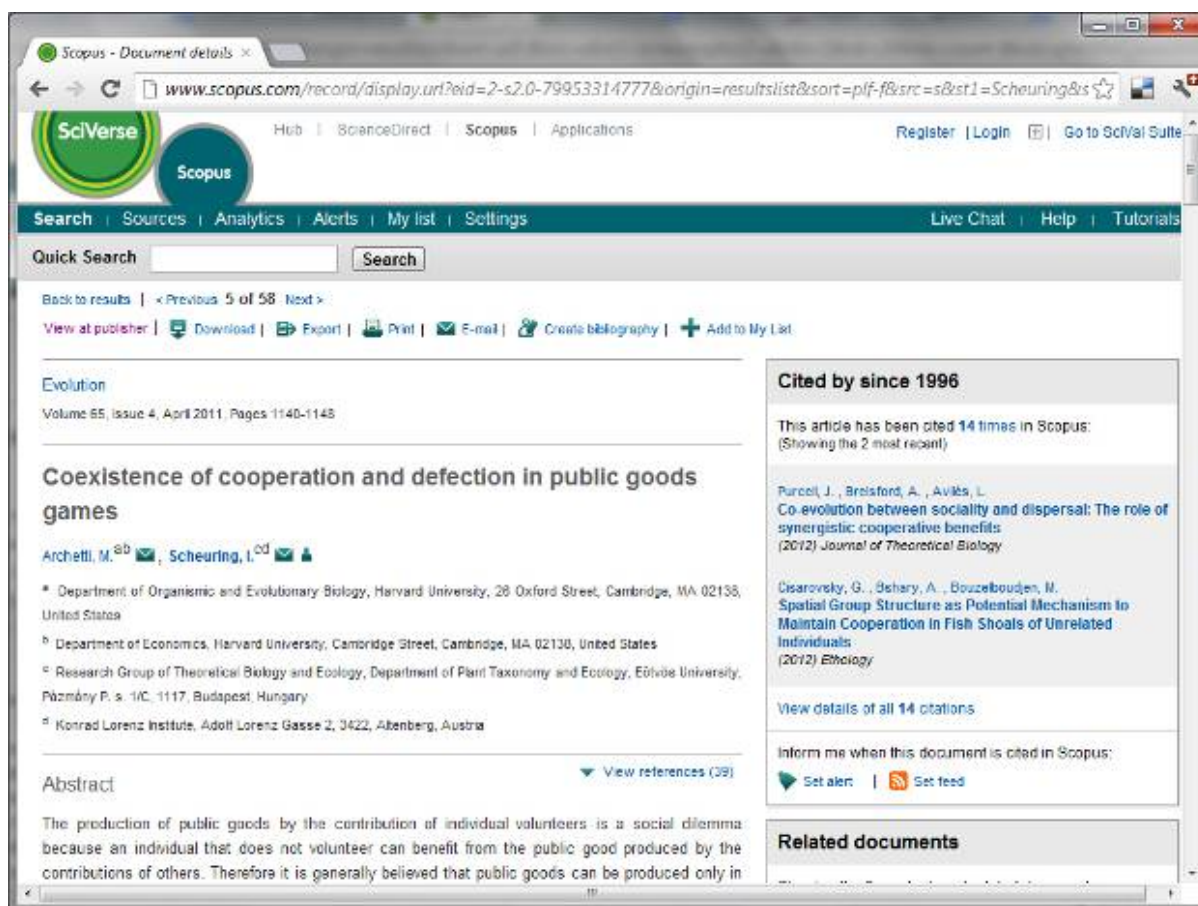 Scopus - Document details ×
www.scopus.com/record/display.url?eid=2-s2.0-79953314777&origin=resultslist&sort=plf-f&src=s&st1=Scheuring&s
SciVerse
Scopus
Hub | ScienceDirect | Scopus | Applications
Register | Login | Go to SciVal Suite
Search | Sources | Analytics | Alerts | My list | Settings
Live Chat | Help | Tutorials
Quick Search Search
Back to results | < Previous 5 of 58 Next >
View at publisher | Download | Export | Print | E-mail | Create bibliography | Add to My List
Evolution
Volume 65, Issue 4, April 2011, Pages 1140-1148
Coexistence of cooperation and defection in public goods
games
Archetti, M.ab , Scheuring, I.cd
a Department of Organismic and Evolutionary Biology, Harvard University, 26 Oxford Street, Cambridge, MA 02138,
United States
b Department of Economics, Harvard University, Cambridge Street, Cambridge, MA 02138, United States
c Research Group of Theoretical Biology and Ecology, Department of Plant Taxonomy and Ecology, Eötvös University,
Pázmány P. s. 1/C, 1117, Budapest, Hungary
d Konrad Lorenz Institute, Adolf Lorenz Gasse 2, 3422, Altenberg, Austria
View references (39)
Abstract
The production of public goods by the contribution of individual volunteers is a social dilemma
because an individual that does not volunteer can benefit from the public good produced by the
contributions of others. Therefore it is generally believed that public goods can be produced only in
Cited by since 1996
This article has been cited 14 times in Scopus:
(Showing the 2 most recent)
Purcell, J. , Brelsford, A. , Avilés, L.
Co-evolution between sociality and dispersal: The role of
synergistic cooperative benefits
(2012) Journal of Theoretical Biology
Cisarovsky, G. , Bshary, A. , Bouzelboudjen, M.
Spatial Group Structure as Potential Mechanism to
Maintain Cooperation in Fish Shoals of Unrelated
Individuals
(2012) Ethology
View details of all 14 citations
Inform me when this document is cited in Scopus:
Set alert | Set feed
Related documents